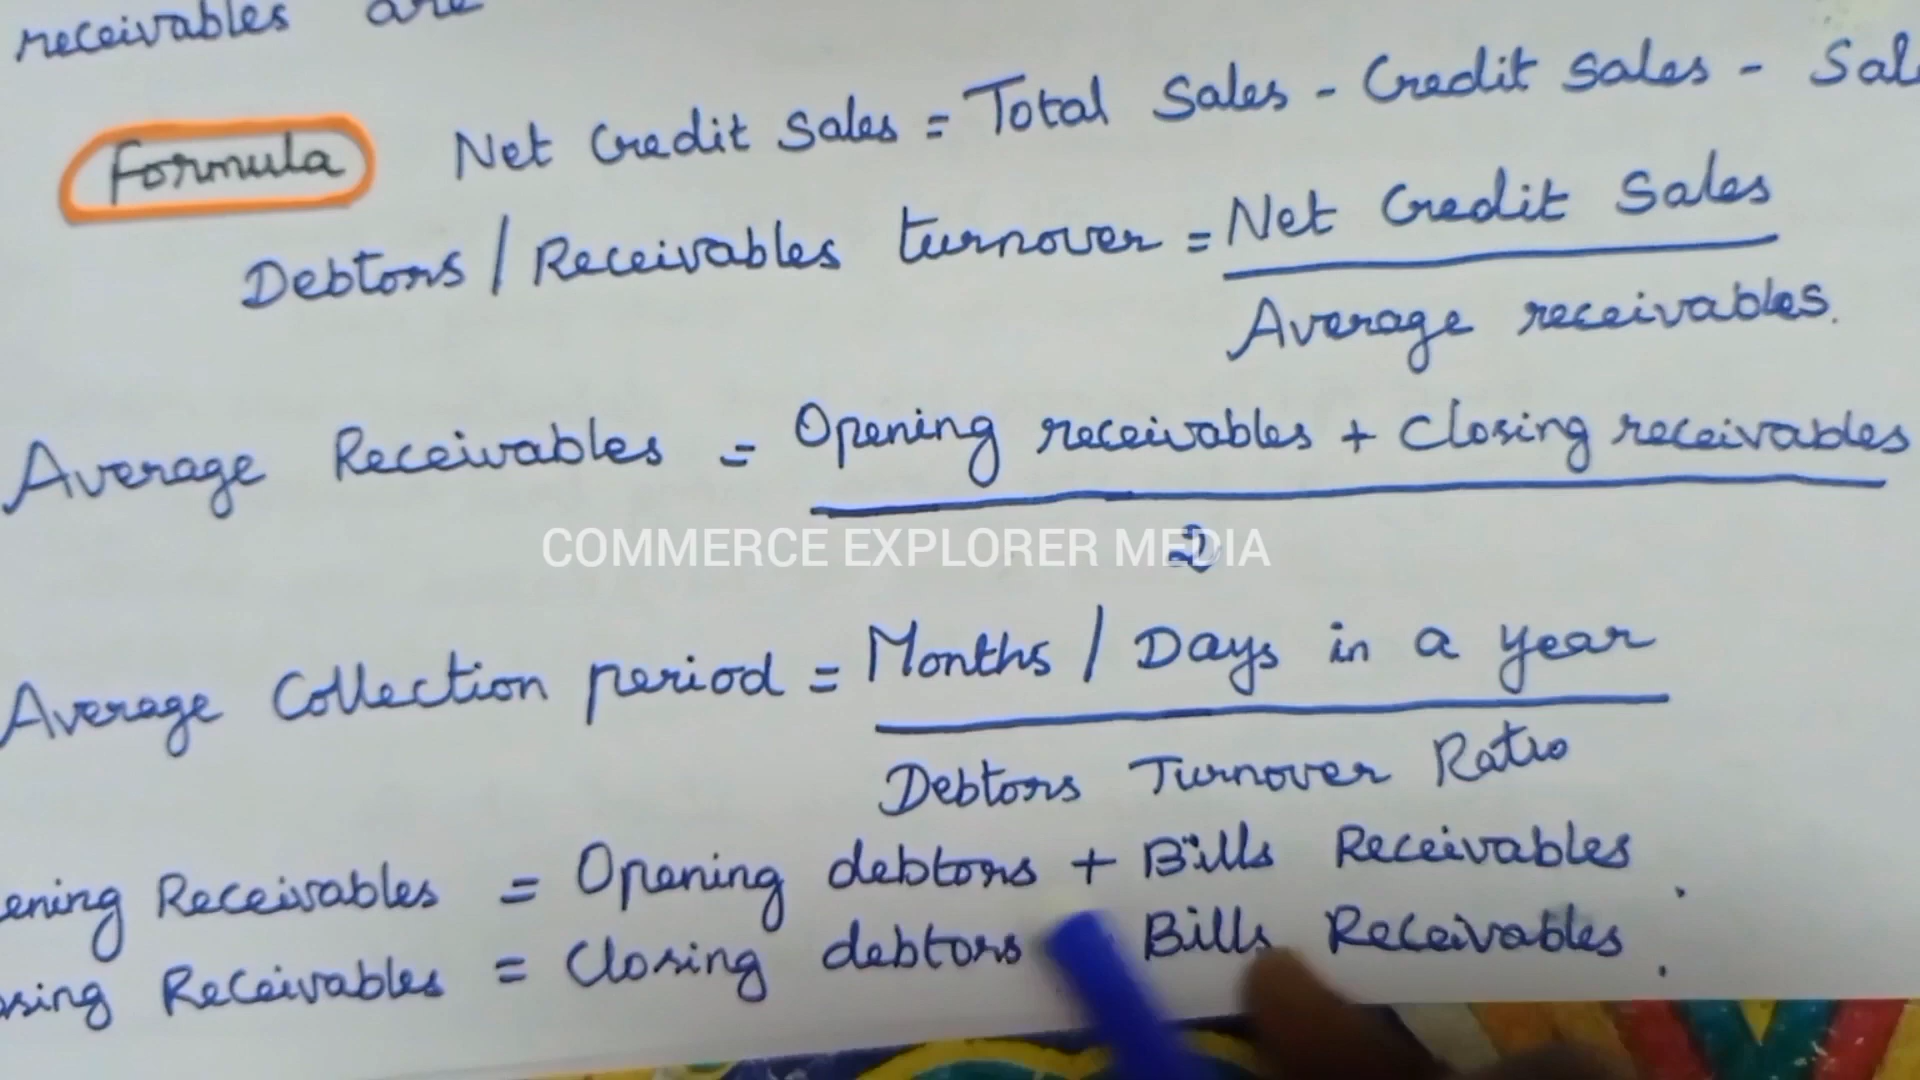 receivables are
Formula Net Credit Sales = Total Sales - Credit Sales - Sal
Debtors / Receivables turnover = Net Credit Sales
Average receivables.
Average Receivables = Opening receivables + Closing receivables
2
COMMERCE EXPLORER MEDIA
Average Collection period = Months / Days in a year
Debtors Turnover Ratio
ening Receivables = Opening debtors + Bills Receivables.
osing Receivables = Closing debtors Bills Receivables.